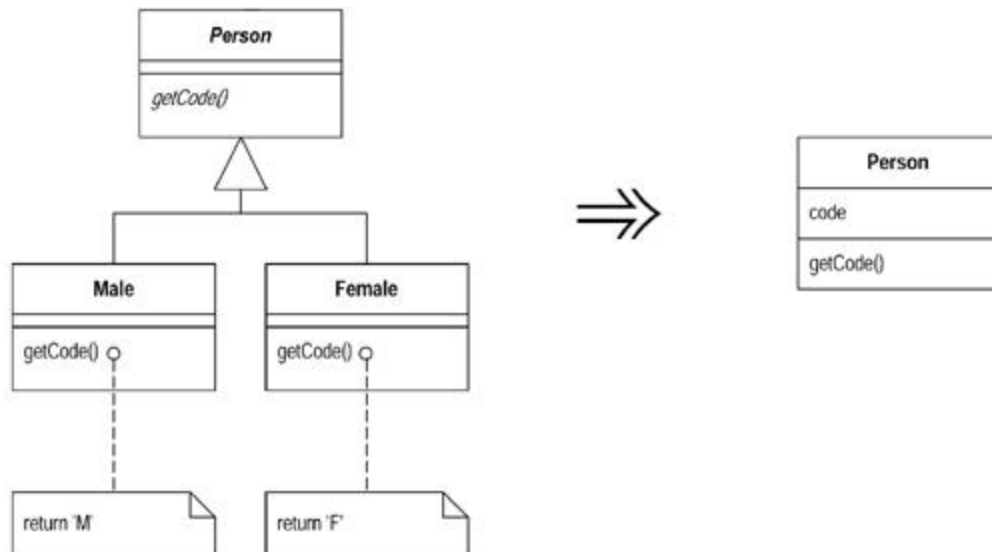 Person
getCode()
Male
getCode()
return 'M'
Female
getCode()
return 'F'
Person
code
getCode()